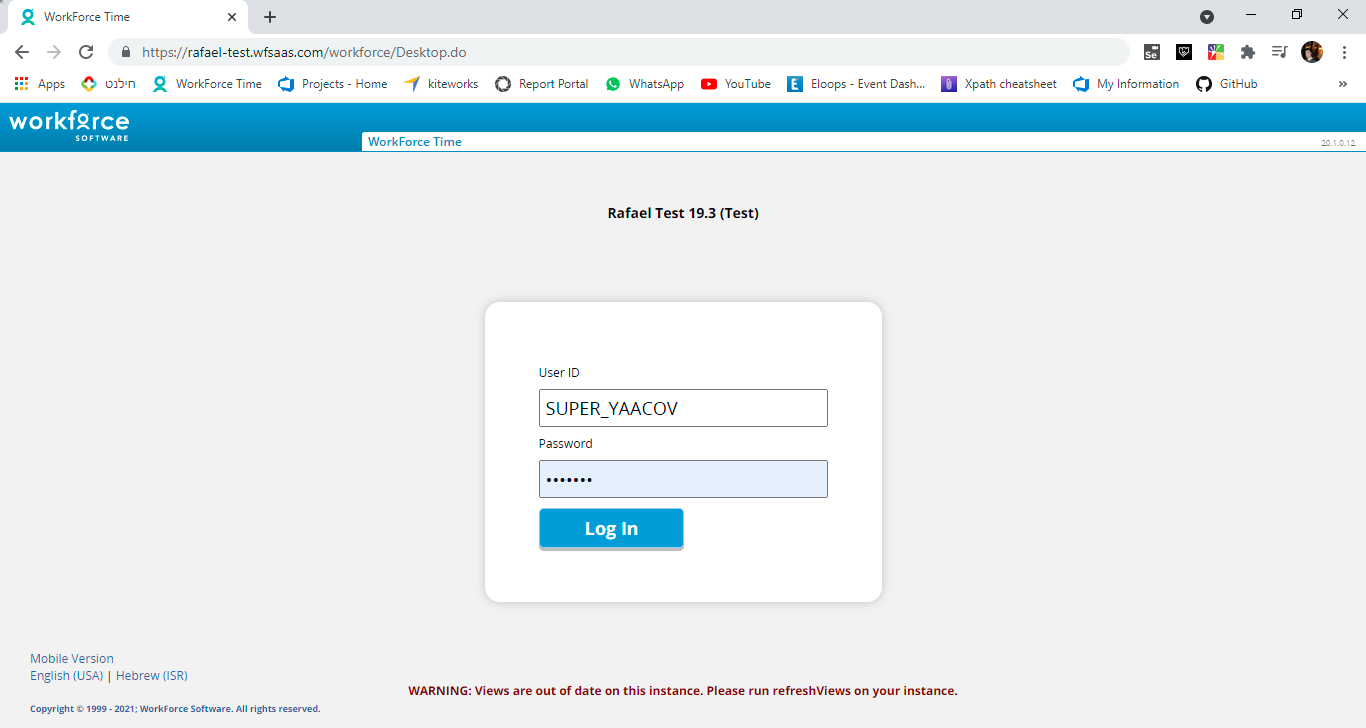 WorkForce Time
https://rafael-test.wfsaas.com/workforce/Desktop.do
Apps חילנט WorkForce Time Projects - Home kiteworks Report Portal WhatsApp YouTube Eloops - Event Dash... Xpath cheatsheet My Information GitHub »
workforce
SOFTWARE
WorkForce Time 20.1.0.12
Rafael Test 19.3 (Test)
User ID
SUPER_YAACOV
Password
•••••••
Log In
Mobile Version
English (USA) | Hebrew (ISR)
WARNING: Views are out of date on this instance. Please run refreshViews on your instance.
Copyright © 1999 - 2021; WorkForce Software. All rights reserved.